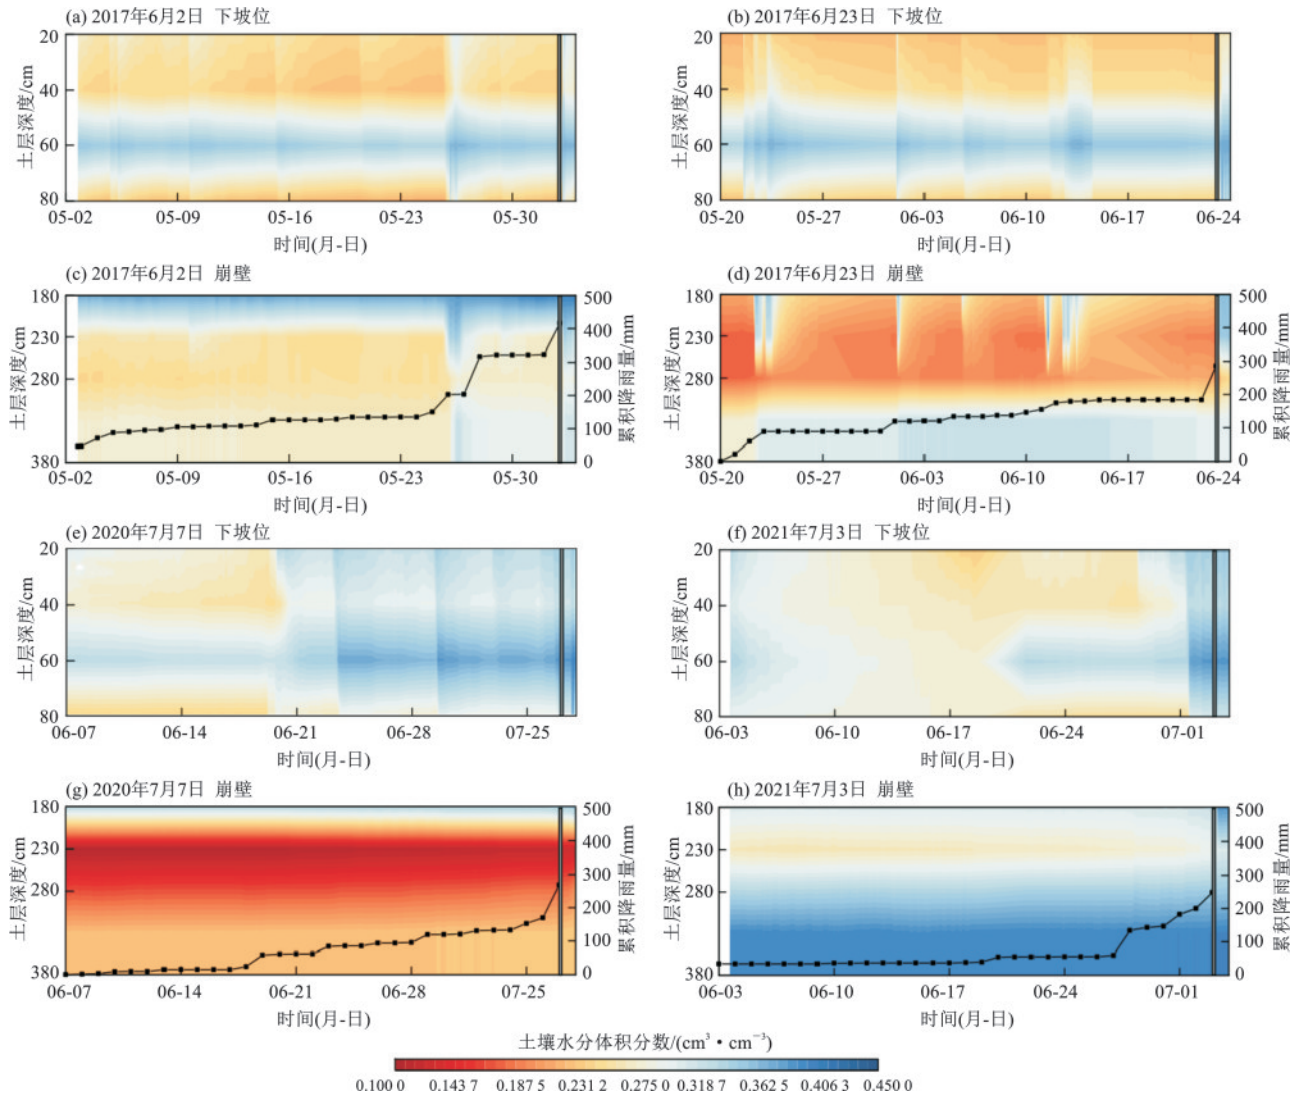 (a) 2017年6月2日 下坡位
20
40
60
80
土层深度/cm
05-02 05-09 05-16 05-23 05-30
时间(月-日)
(b) 2017年6月23日 下坡位
20
40
60
80
土层深度/cm
05-20 05-27 06-03 06-10 06-17 06-24
时间(月-日)
(c) 2017年6月2日 崩壁
180
230
280
380
土层深度/cm
500
400
300
200
100
0
累积降雨量/mm
05-02 05-09 05-16 05-23 05-30
时间(月-日)
(d) 2017年6月23日 崩壁
180
230
280
380
土层深度/cm
500
400
300
200
100
0
累积降雨量/mm
05-20 05-27 06-03 06-10 06-17 06-24
时间(月-日)
(e) 2020年7月7日 下坡位
20
40
60
80
土层深度/cm
06-07 06-14 06-21 06-28 07-25
时间(月-日)
(f) 2021年7月3日 下坡位
20
40
60
80
土层深度/cm
06-03 06-10 06-17 06-24 07-01
时间(月-日)
(g) 2020年7月7日 崩壁
180
230
280
380
土层深度/cm
500
400
300
200
100
0
累积降雨量/mm
06-07 06-14 06-21 06-28 07-25
时间(月-日)
(h) 2021年7月3日 崩壁
180
230
280
380
土层深度/cm
500
400
300
200
100
0
累积降雨量/mm
06-03 06-10 06-17 06-24 07-01
时间(月-日)
土壤水分体积分数/(cm³·cm⁻³)
0.100 0 0.143 7 0.187 5 0.231 2 0.275 0 0.318 7 0.362 5 0.406 3 0.450 0